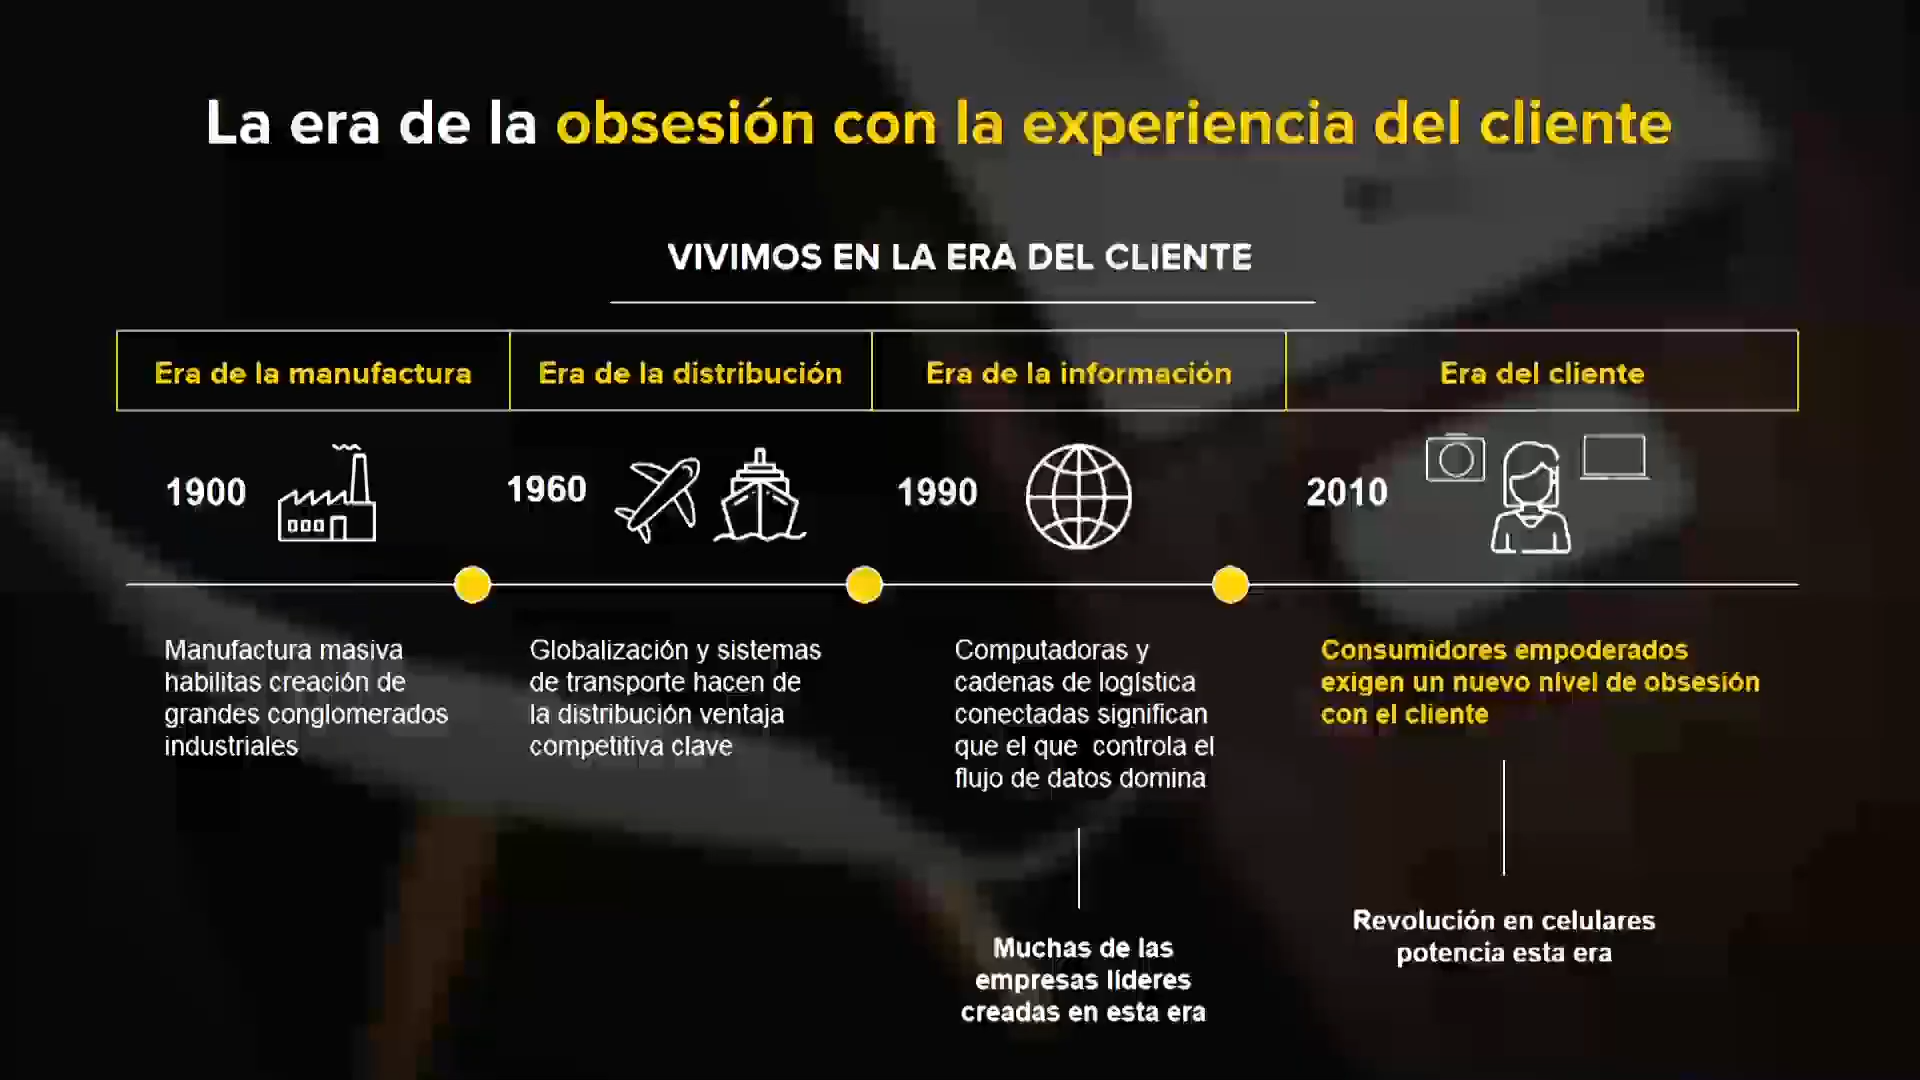 La era de la obsesión con la experiencia del cliente
VIVIMOS EN LA ERA DEL CLIENTE
Era de la manufactura
Era de la distribución
Era de la información
Era del cliente
1900
1960
1990
2010
Manufactura masiva
habilitas creación de
grandes conglomerados
industriales
Globalización y sistemas
de transporte hacen de
la distribución ventaja
competitiva clave
Computadoras y
cadenas de logística
conectadas significan
que el que controla el
flujo de datos domina
Consumidores empoderados
exigen un nuevo nivel de obsesión
con el cliente
Muchas de las
empresas líderes
creadas en esta era
Revolución en celulares
potencia esta era